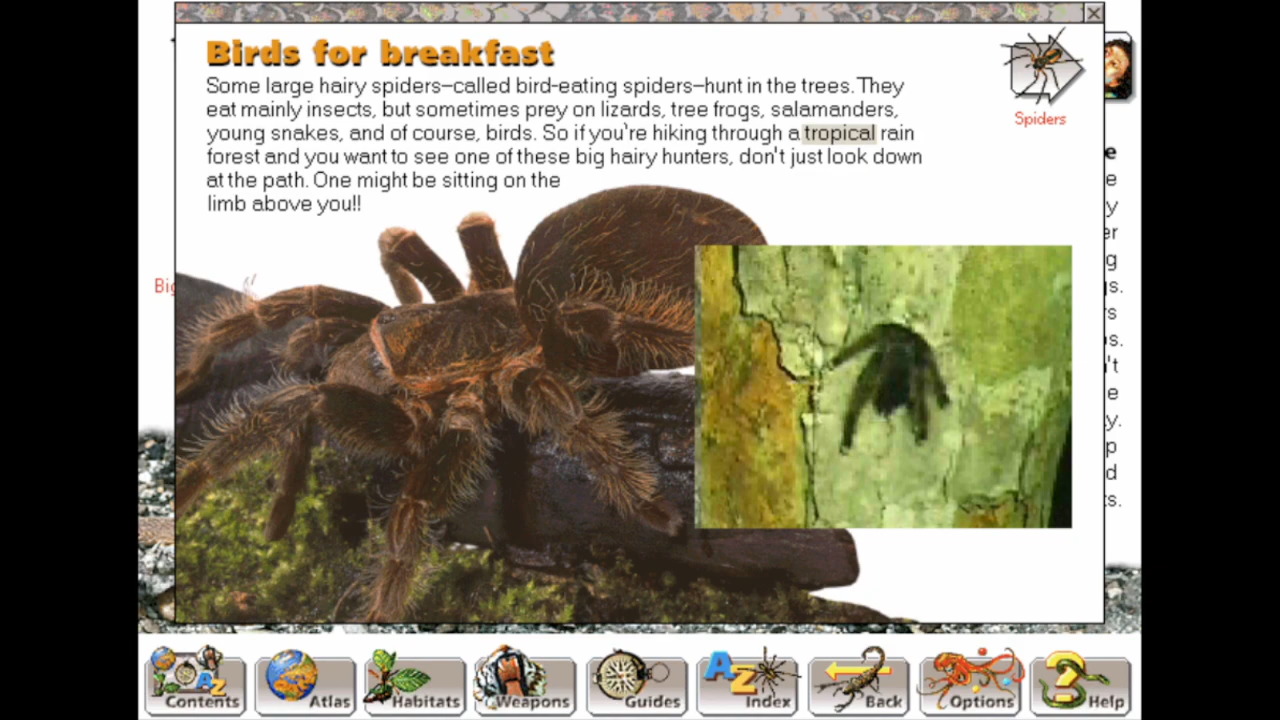 Birds for breakfast
Some large hairy spiders–called bird-eating spiders–hunt in the trees. They
eat mainly insects, but sometimes prey on lizards, tree frogs, salamanders,
young snakes, and of course, birds. So if you're hiking through a tropical rain
forest and you want to see one of these big hairy hunters, don't just look down
at the path. One might be sitting on the
limb above you!!
Spiders
Contents
Atlas
Habitats
Weapons
Guides
AZ Index
Back
Options
? Help